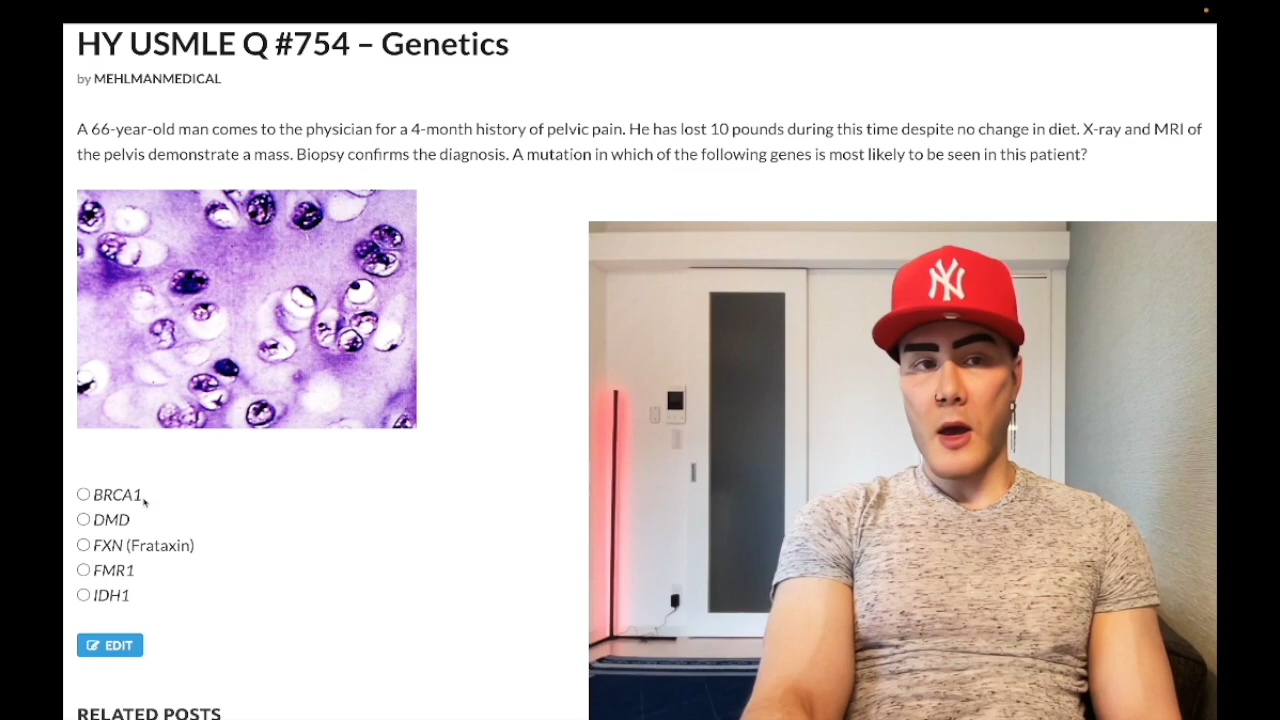 HY USMLE Q #754 – Genetics
by MEHLMANMEDICAL
A 66-year-old man comes to the physician for a 4-month history of pelvic pain. He has lost 10 pounds during this time despite no change in diet. X-ray and MRI of
the pelvis demonstrate a mass. Biopsy confirms the diagnosis. A mutation in which of the following genes is most likely to be seen in this patient?
NY
BRCA1
DMD
FXN (Frataxin)
FMR1
IDH1
EDIT
RELATED POSTS